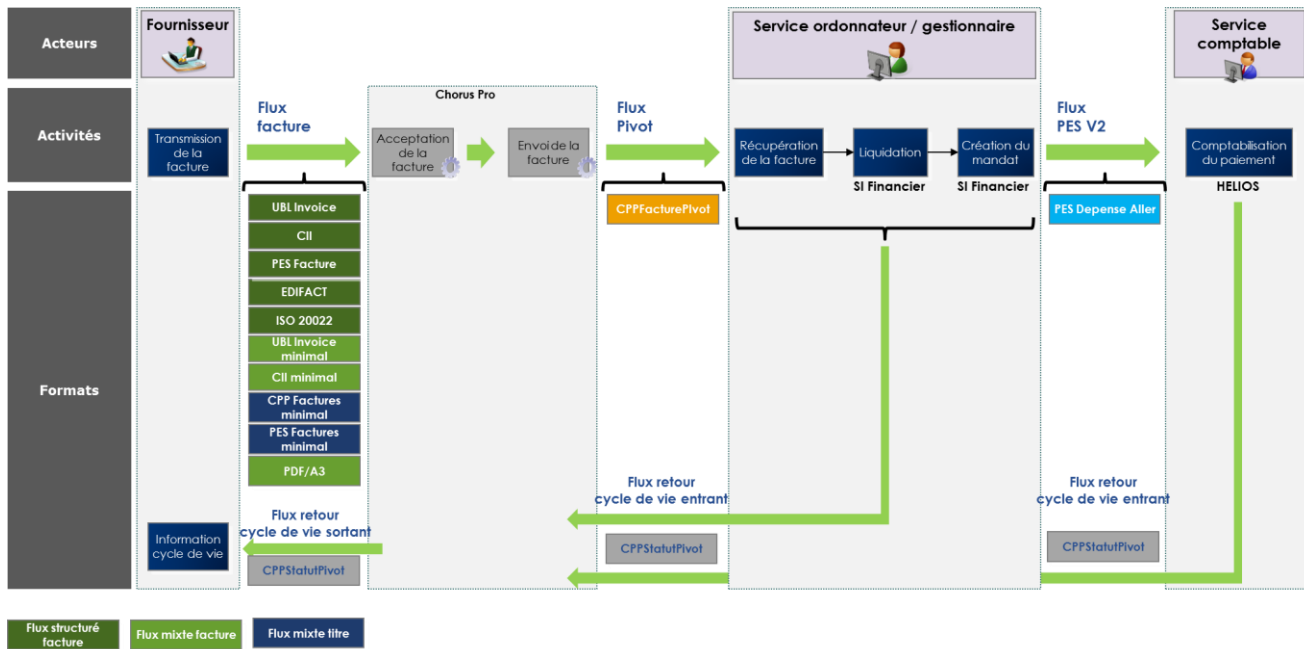 Acteurs
Fournisseur
Service ordonnateur / gestionnaire
Service
comptable
Activités
Chorus Pro
Flux
facture
Flux
Pivot
Flux
PES V2
Transmission
de la
facture
Acceptation
de la
facture
Envoi de la
facture
Récupération
de la facture
Liquidation
Création du
mandat
Comptabilisation
du paiement
SI Financier
SI Financier
HELIOS
Formats
UBL Invoice
CII
PES Facture
EDIFACT
ISO 20022
UBL Invoice
minimal
CII minimal
CPP Factures
minimal
PES Factures
minimal
PDF/A3
CPPFacturePivot
PES Depense Aller
Flux retour
cycle de vie entrant
Flux retour
cycle de vie entrant
Flux retour
cycle de vie sortant
Information
cycle de vie
CPPStatutPivot
CPPStatutPivot
CPPStatutPivot
Flux structuré
facture
Flux mixte facture
Flux mixte titre